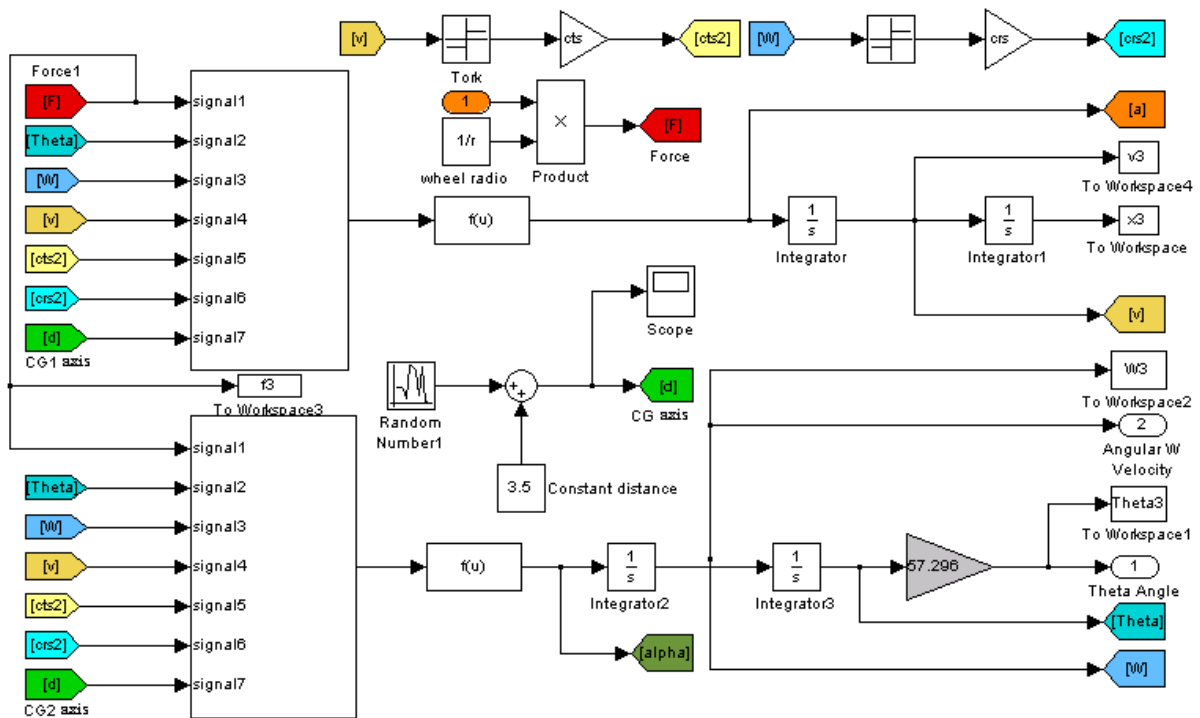 [v]
cts
[cts2]
[W]
crs
[crs2]
Force1
[F]
signal1
[Theta]
signal2
[W]
signal3
[v]
signal4
[cts2]
signal5
[crs2]
signal6
[d]
signal7
CG1 axis
Tork
1
1/r
wheel radio
×
Product
[F]
Force
f(u)
1
s
Integrator
1
s
Integrator1
[a]
v3
To Workspace4
x3
To Workspace
[v]
f3
To Workspace3
Scope
Random
Number1
+
+
[d]
CG axis
3.5
Constant distance
W3
To Workspace2
2
Angular W
Velocity
signal1
[Theta]
signal2
[W]
signal3
[v]
signal4
[cts2]
signal5
[crs2]
signal6
[d]
signal7
CG2 axis
f(u)
1
s
Integrator2
1
s
Integrator3
57.296
Theta3
To Workspace1
1
Theta Angle
[Theta]
[alpha]
[W]